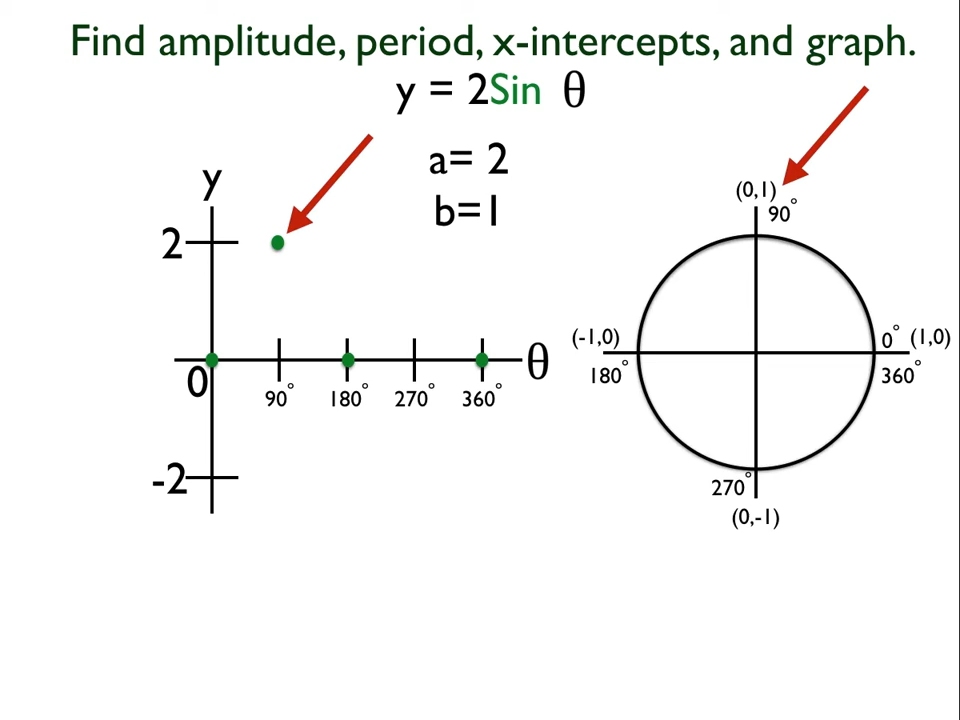 Find amplitude, period, x-intercepts, and graph.
y = 2Sin θ
a= 2
b=1
y
2
0
-2
90°
180°
270°
360°
θ
(0,1)
90°
(-1,0)
180°
0° (1,0)
360°
270°
(0,-1)